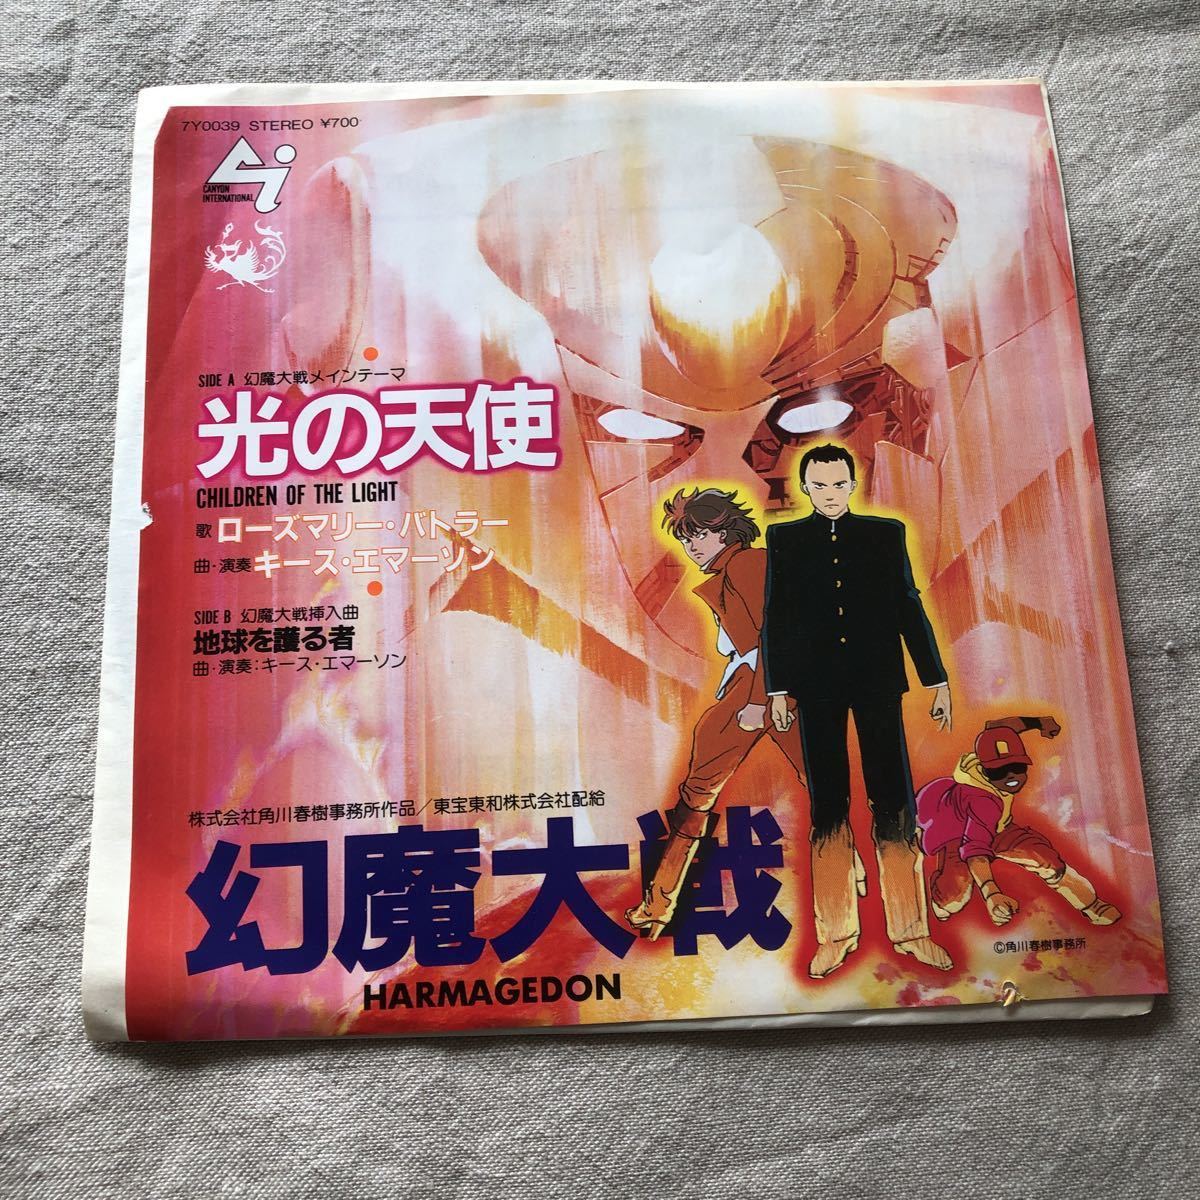 7Y0039 STEREO ¥700
CANYON
INTERNATIONAL
SIDE A 幻魔大戦メインテーマ
光の天使
CHILDREN OF THE LIGHT
歌 ローズマリー・バトラー
曲・演奏 キース・エマーソン
SIDE B 幻魔大戦挿入曲
地球を護る者
曲・演奏:キース・エマーソン
株式会社角川春樹事務所作品/東宝東和株式会社配給
幻魔大戦
HARMAGEDON
©角川春樹事務所